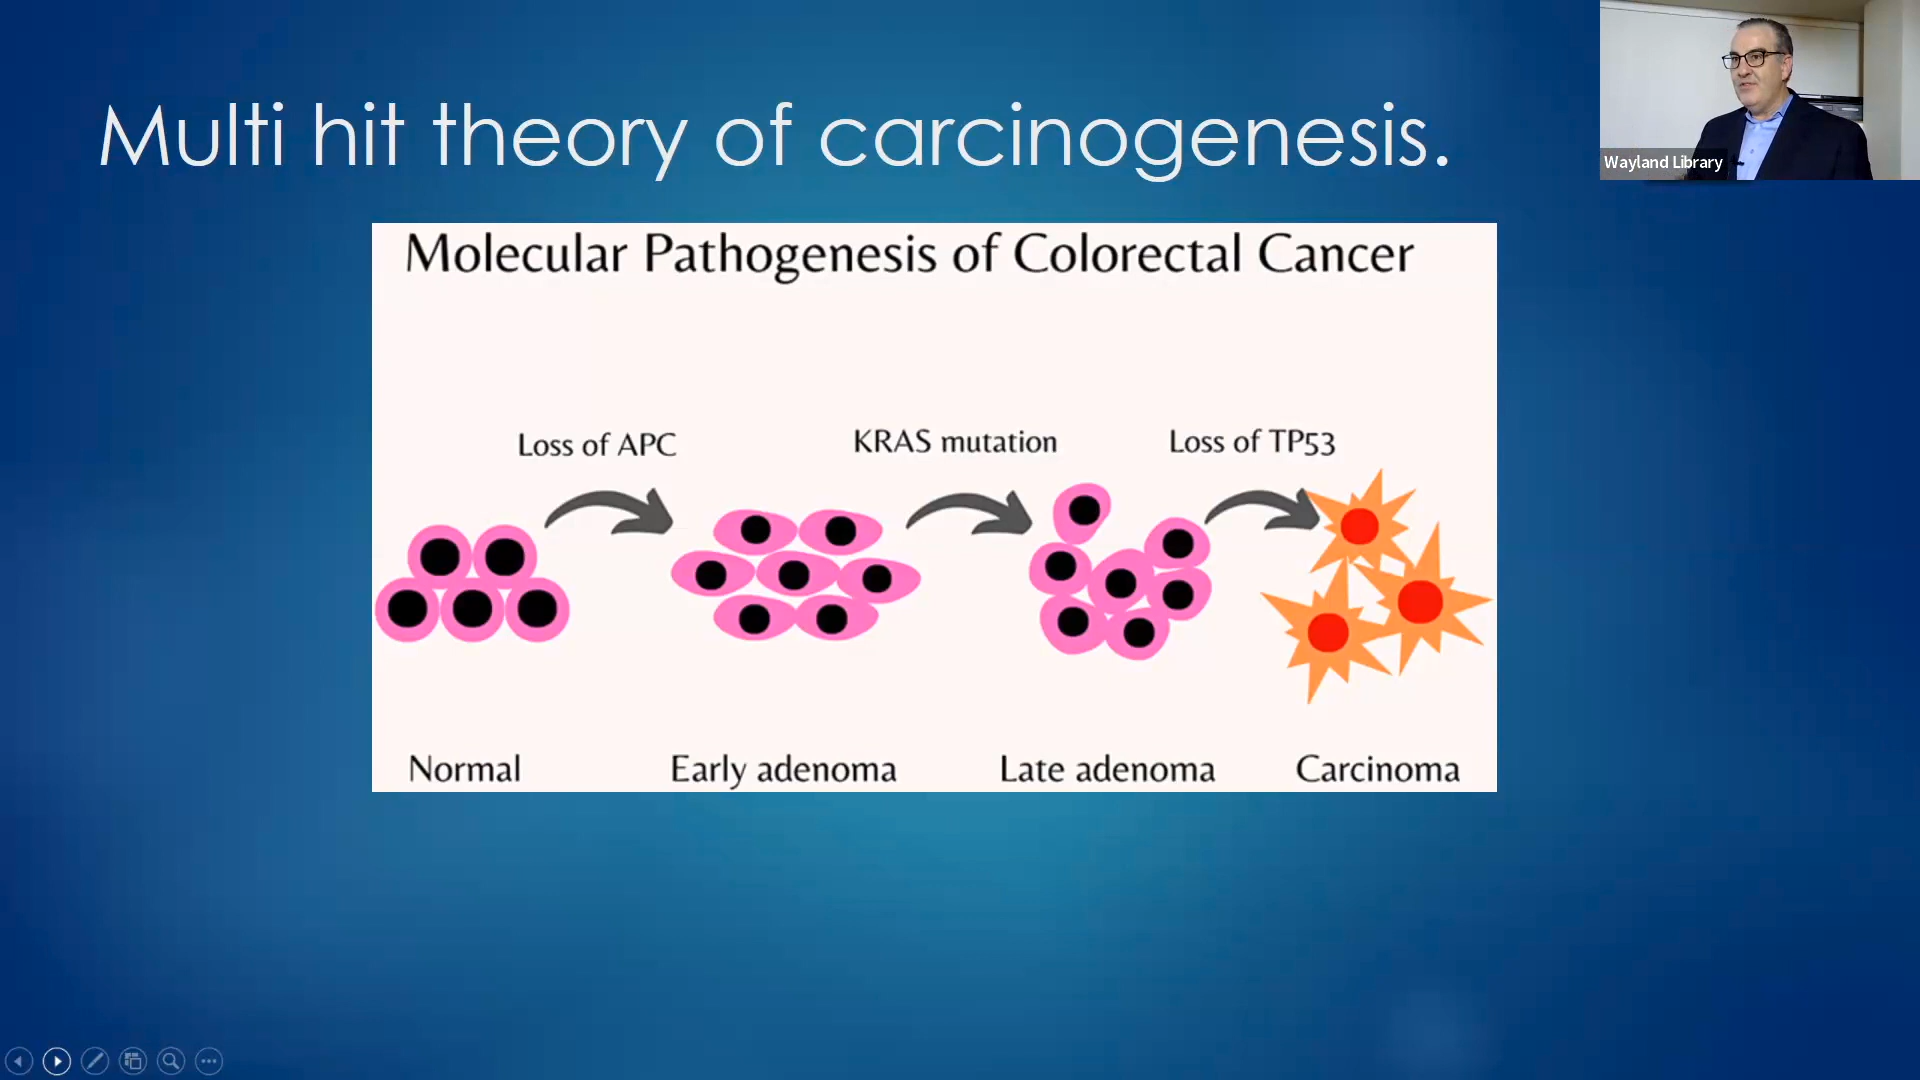 Multi hit theory of carcinogenesis.
Wayland Library
Molecular Pathogenesis of Colorectal Cancer
Loss of APC
KRAS mutation
Loss of TP53
Normal
Early adenoma
Late adenoma
Carcinoma